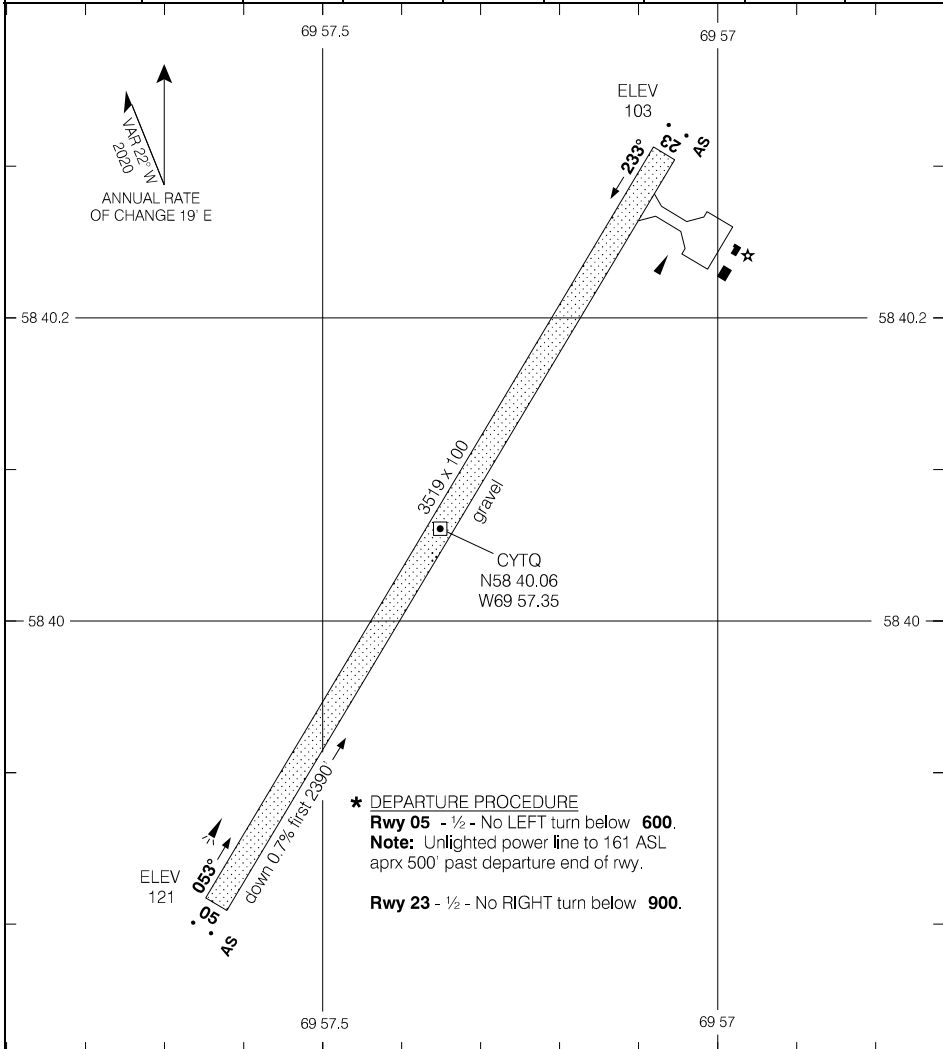 69 57.5
69 57
VAR 22° W
2020
ANNUAL RATE
OF CHANGE 19' E
ELEV
103
23
AS
233°
58 40.2
58 40.2
3519 x 100
gravel
CYTQ
N58 40.06
W69 57.35
58 40
58 40
down 0.7% first 2390'
* DEPARTURE PROCEDURE
Rwy 05 - ½ - No LEFT turn below 600.
Note: Unlighted power line to 161 ASL
aprx 500' past departure end of rwy.
Rwy 23 - ½ - No RIGHT turn below 900.
053°
ELEV
121
05
AS
69 57.5
69 57